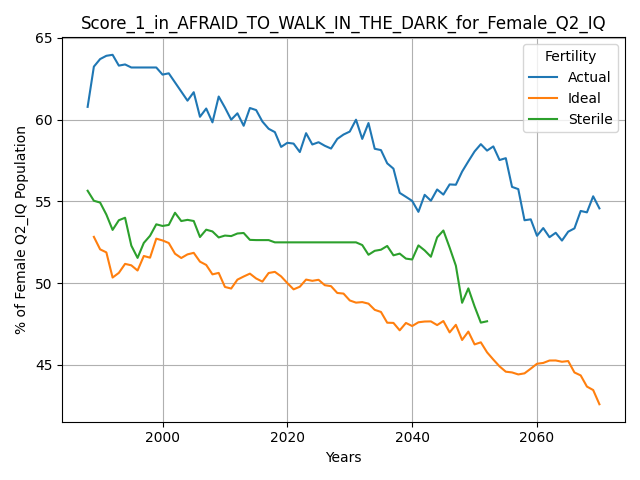 Score_1_in_AFRAID_TO_WALK_IN_THE_DARK_for_Female_Q2_IQ
Fertility
Actual
Ideal
Sterile
% of Female Q2_IQ Population
65
60
55
50
45
2000
2020
2040
2060
Years